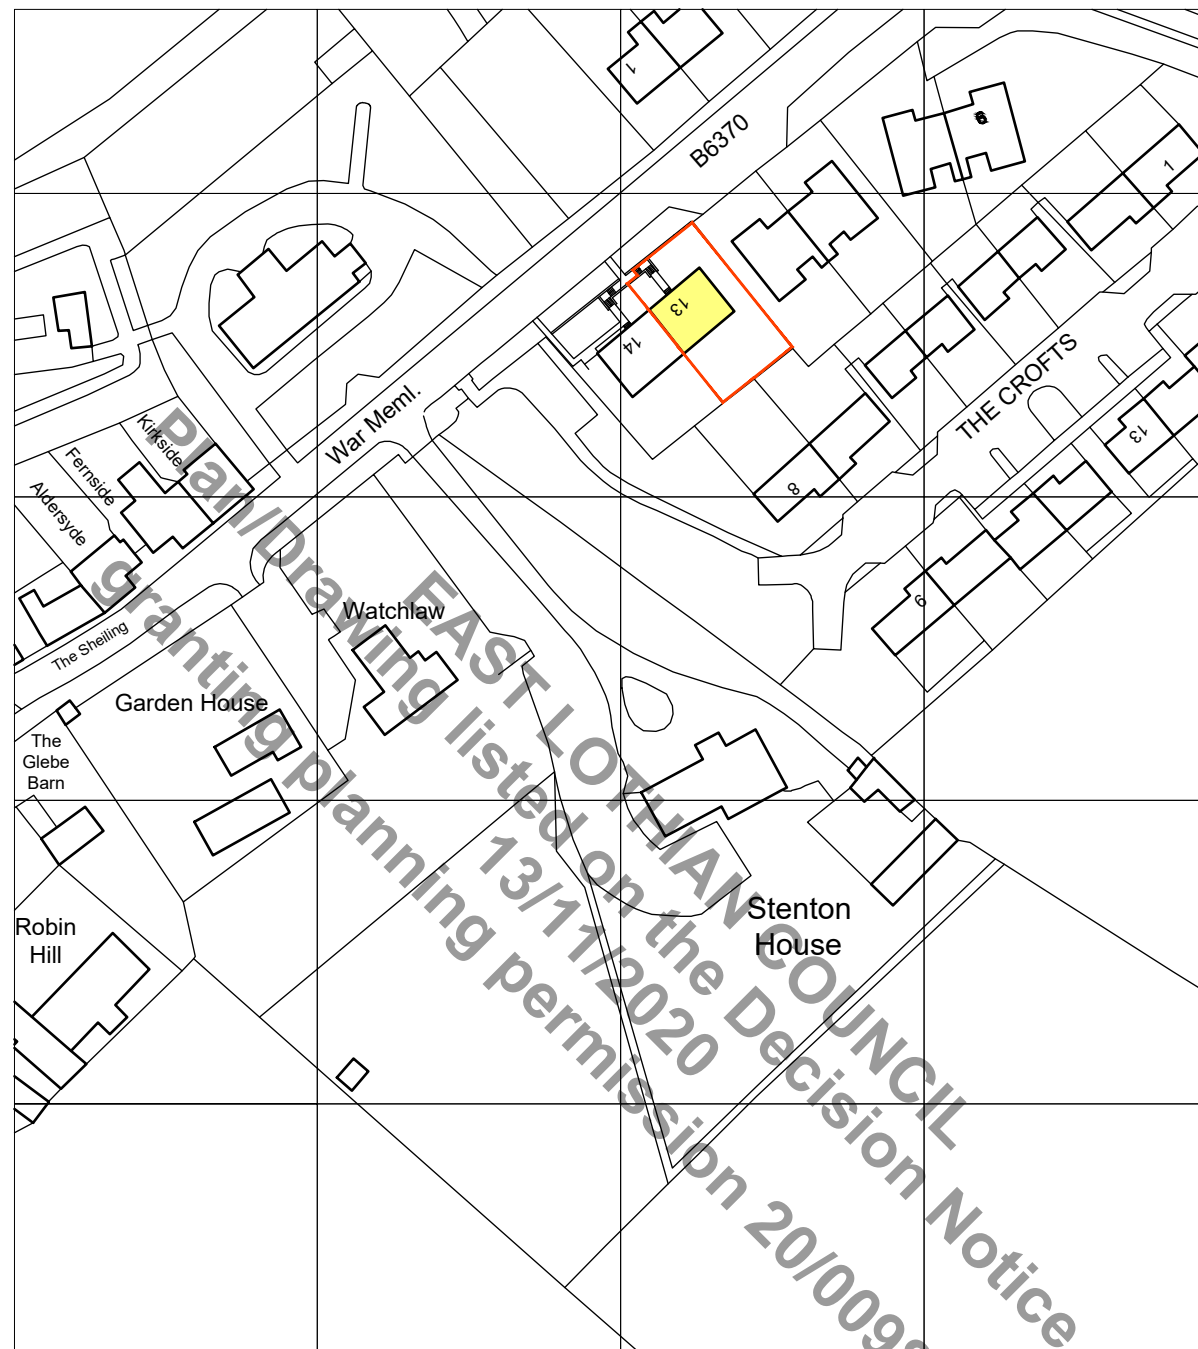 1
B6370
6
1
13
14
THE CROFTS
War Meml.
Kirkside
Fernside
Aldersyde
13
8
9
The Sheiling
Watchlaw
Garden House
The
Glebe
Barn
Stenton
House
Robin
Hill
EAST LOTHIAN COUNCIL
Plan/Drawing listed on the Decision Notice
13/11/2020
granting planning permission 20/009